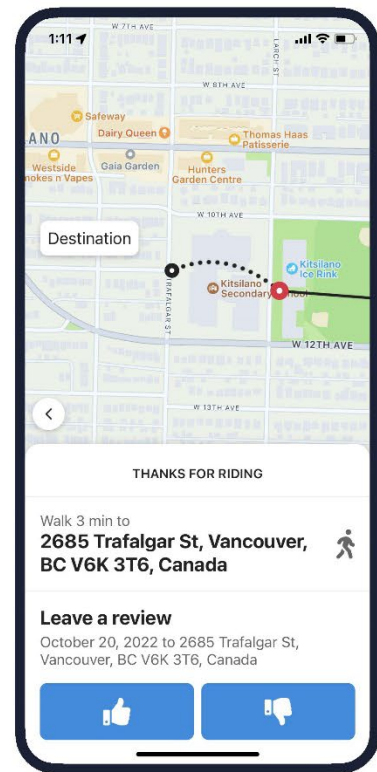 W 7TH AVE
1:11
LARCH ST
W 8TH AVE
Safeway
Dairy Queen
Thomas Haas
Patisserie
ANO
Westside
nokes n Vapes
Gaia Garden
Hunters
Garden Centre
W 10TH AVE
Destination
Kitsilano
Ice Rink
Kitsilano
Secondary School
TRAFALGAR ST
W 12TH AVE
W 13TH AVE
THANKS FOR RIDING
Walk 3 min to
2685 Trafalgar St, Vancouver,
BC V6K 3T6, Canada
Leave a review
October 20, 2022 to 2685 Trafalgar St,
Vancouver, BC V6K 3T6, Canada